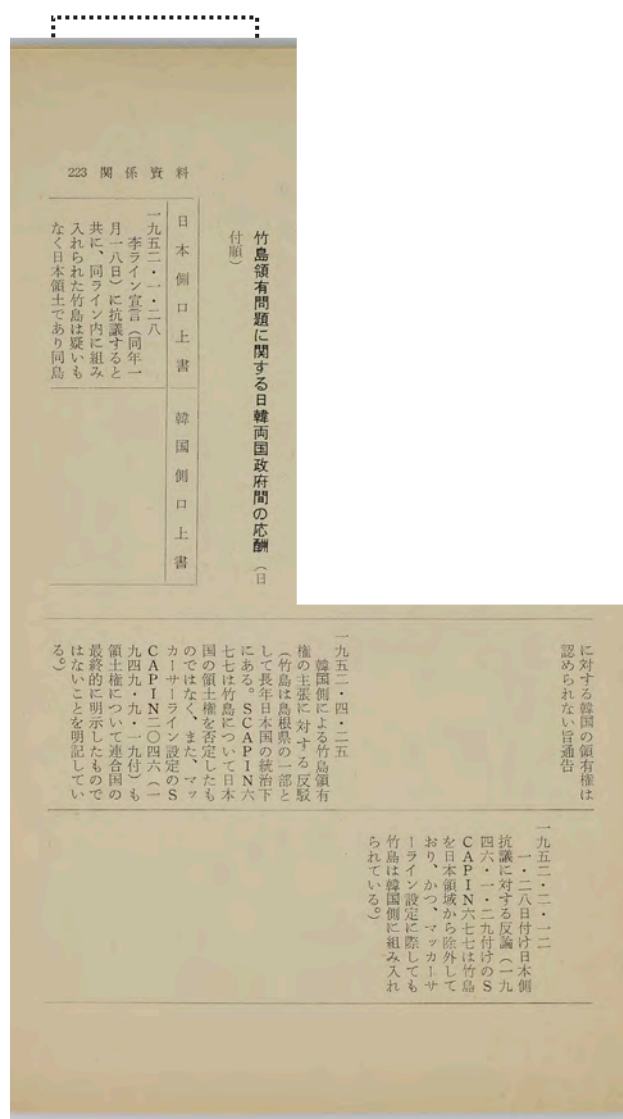 223 関係資料
竹島領有問題に関する日韓両国政府間の応酬（日
付順）
日本側口上書
韓国側口上書
一九五二・一・二八
李ライン宣言（同年一
月一八日）に抗議すると
共に、同ライン内に組み
入れられた竹島は疑いも
なく日本領土であり同島
に対する韓国の領有権は
認められない旨通告
一九五二・二・一二
一・二八日付け日本側
抗議に対する反論（一九
四六・一・二九付けのS
CAPIN六七七は竹島
を日本領域から除外して
おり、かつ、マッカーサ
ーライン設定に際しても
竹島は韓国側に組み入れ
られている。）
一九五二・四・二五
韓国側による竹島領有
権の主張に対する反駁
（竹島は島根県の一部と
して長年日本国の統治下
にある。SCAPIN六
七七は竹島について日本
国の領土権を否定したも
のではなく、また、マッ
カーサーライン設定のS
CAPIN二〇四六（一
九四九・九・一九付）も
領土権について連合国の
最終的に明示したもので
はないことを明記してい
る。）